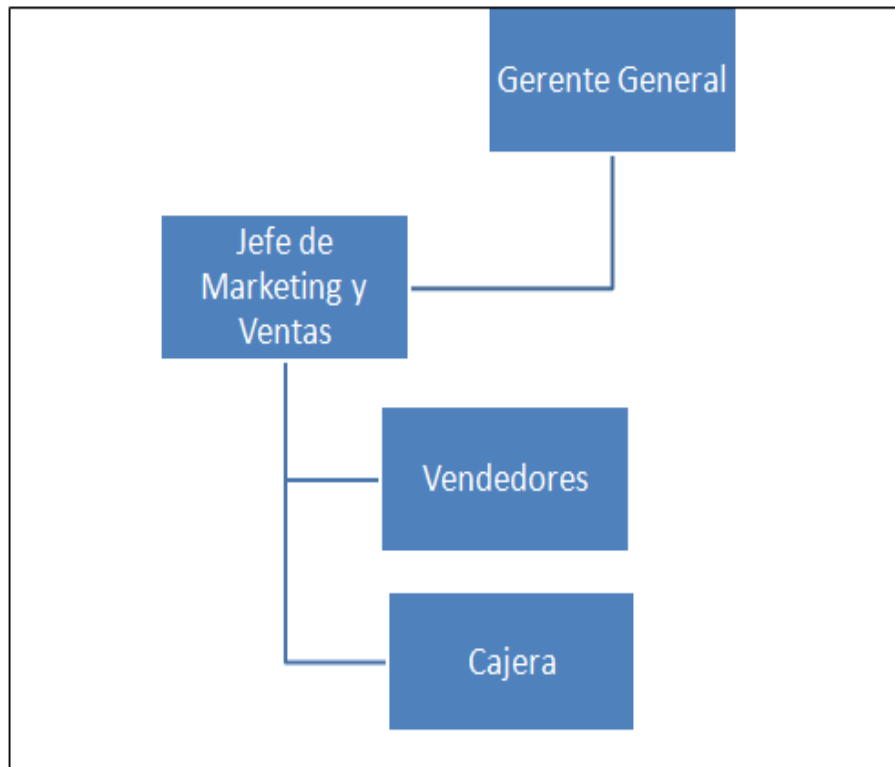 Gerente General
Jefe de
Marketing y
Ventas
Vendedores
Cajera